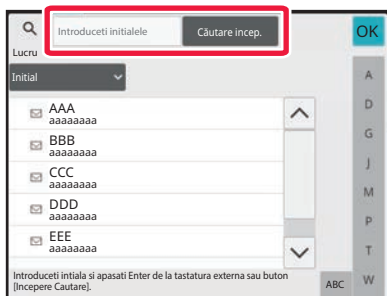 Introduceti initialele
Căutare incep.
OK
Lucru
Initial
AAA
aaaaaaaa
BBB
aaaaaaaa
CCC
aaaaaaaa
DDD
aaaaaaaa
EEE
aaaaaaaa
A
D
G
J
M
P
T
W
Introduceti intiala si apasati Enter de la tastatura externa sau buton
[Incepere Cautare].
ABC